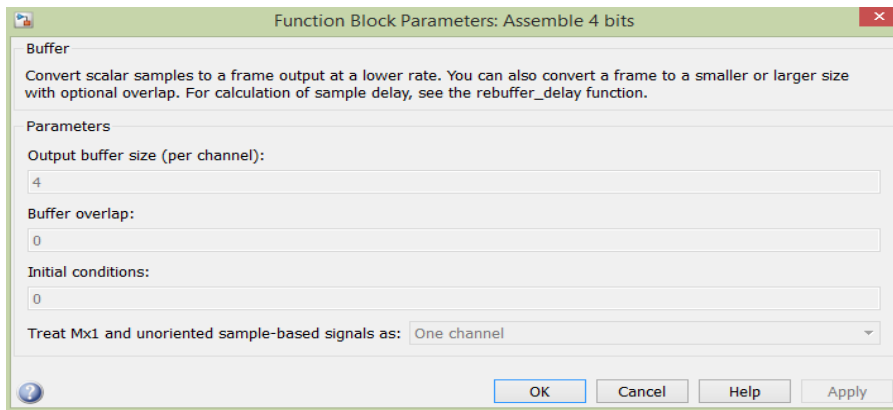 Function Block Parameters: Assemble 4 bits
Buffer
Convert scalar samples to a frame output at a lower rate. You can also convert a frame to a smaller or larger size
with optional overlap. For calculation of sample delay, see the rebuffer_delay function.
Parameters
Output buffer size (per channel):
4
Buffer overlap:
0
Initial conditions:
0
Treat Mx1 and unoriented sample-based signals as: One channel
OK Cancel Help Apply